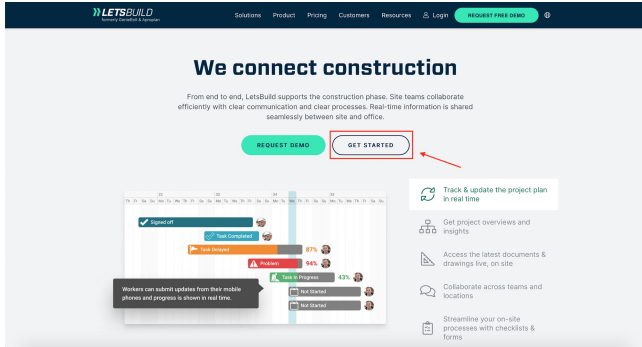 LETSBUILD
formerly GenieBelt & Aproplan
Solutions Product Pricing Customers Resources Login REQUEST FREE DEMO
We connect construction
From end to end, LetsBuild supports the construction phase. Site teams collaborate
efficiently with clear communication and clear processes. Real-time information is shared
seamlessly between site and office.
REQUEST DEMO GET STARTED
Signed off
Task Completed
Task Delayed 87%
Problem 94%
Task In Progress 43%
Not Started
Not Started
Workers can submit updates from their mobile
phones and progress is shown in real time.
Track & update the project plan
in real time
Get project overviews and
insights
Access the latest documents &
drawings live, on site
Collaborate across teams and
locations
Streamline your on-site
processes with checklists &
forms